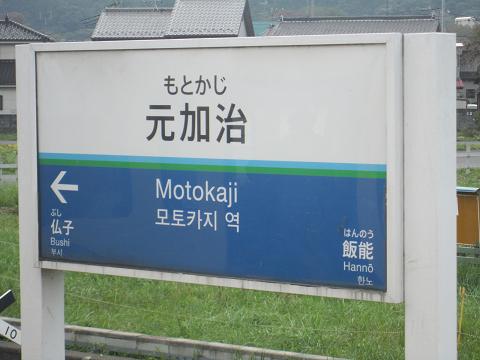 もとかじ
元加治
Motokaji
모토카지 역
ぶし
仏子
Bushi
부시
はんのう
飯能
Hannō
한노
10